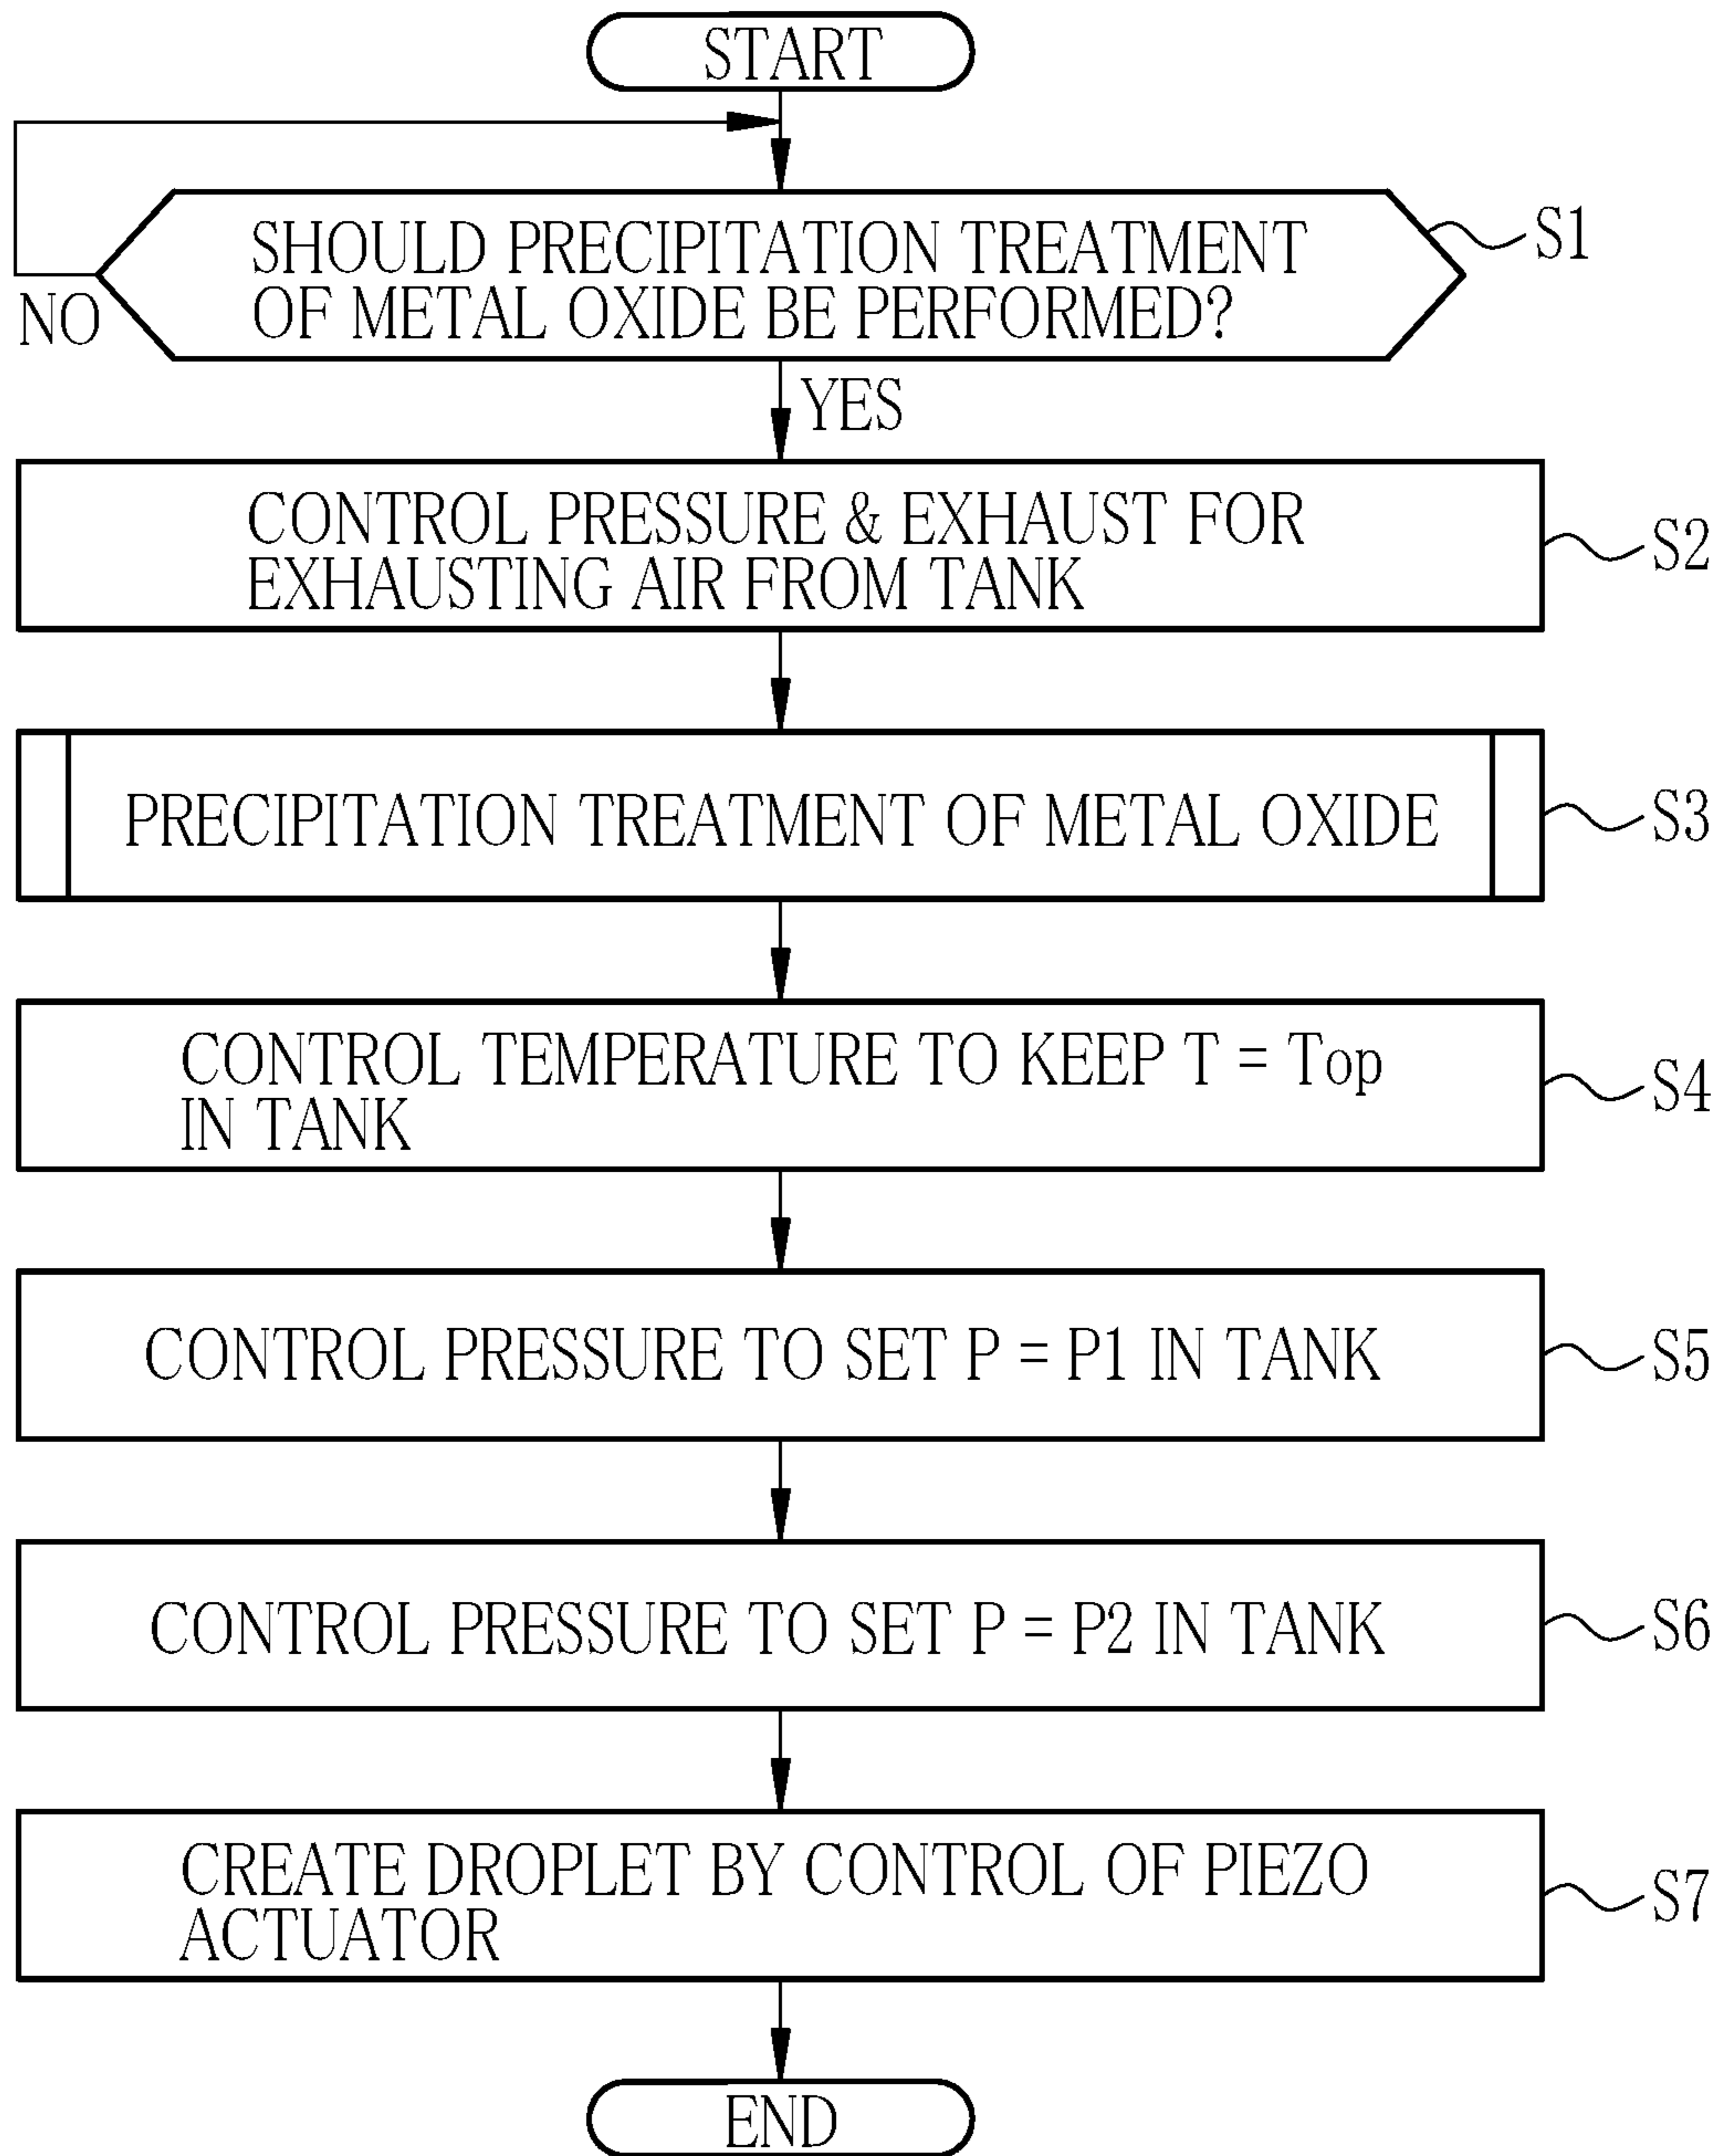 START
SHOULD PRECIPITATION TREATMENT
OF METAL OXIDE BE PERFORMED?
S1
NO
YES
CONTROL PRESSURE & EXHAUST FOR
EXHAUSTING AIR FROM TANK
S2
PRECIPITATION TREATMENT OF METAL OXIDE
S3
CONTROL TEMPERATURE TO KEEP T = Top
IN TANK
S4
CONTROL PRESSURE TO SET P = P1 IN TANK
S5
CONTROL PRESSURE TO SET P = P2 IN TANK
S6
CREATE DROPLET BY CONTROL OF PIEZO
ACTUATOR
S7
END